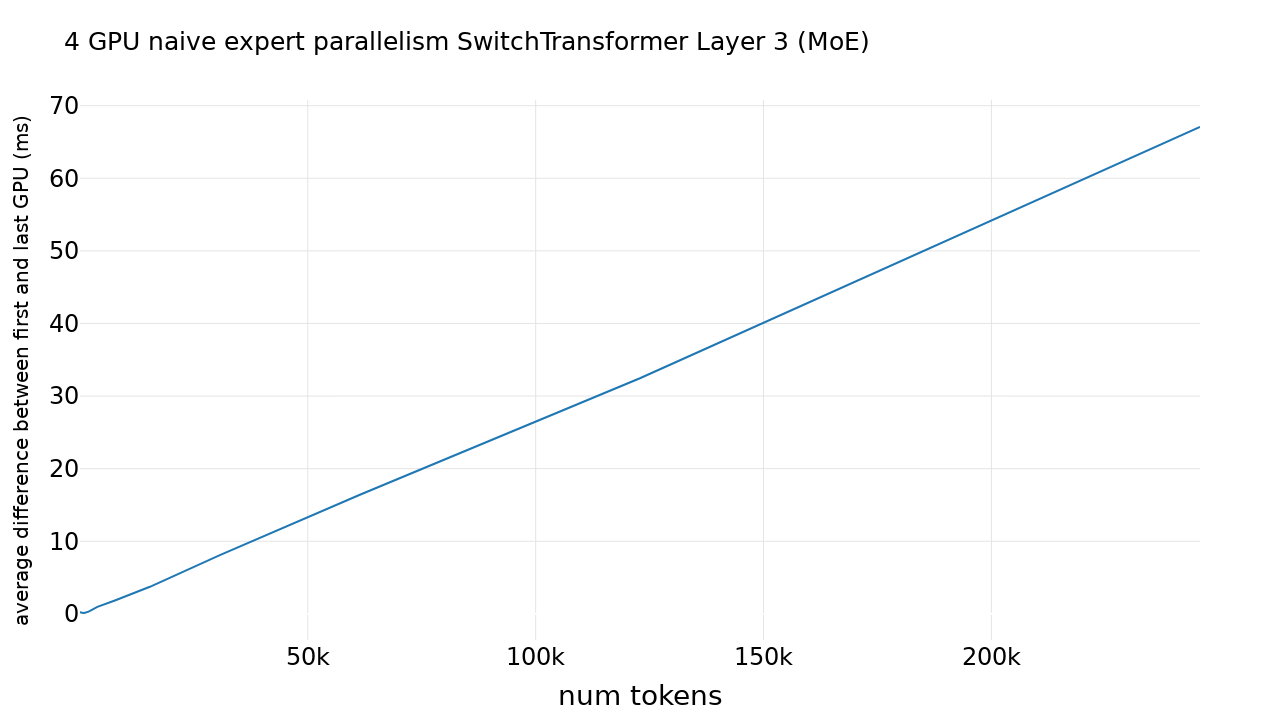 4 GPU naive expert parallelism SwitchTransformer Layer 3 (MoE)
average difference between first and last GPU (ms)
70
60
50
40
30
20
10
0
50k
100k
150k
200k
num tokens